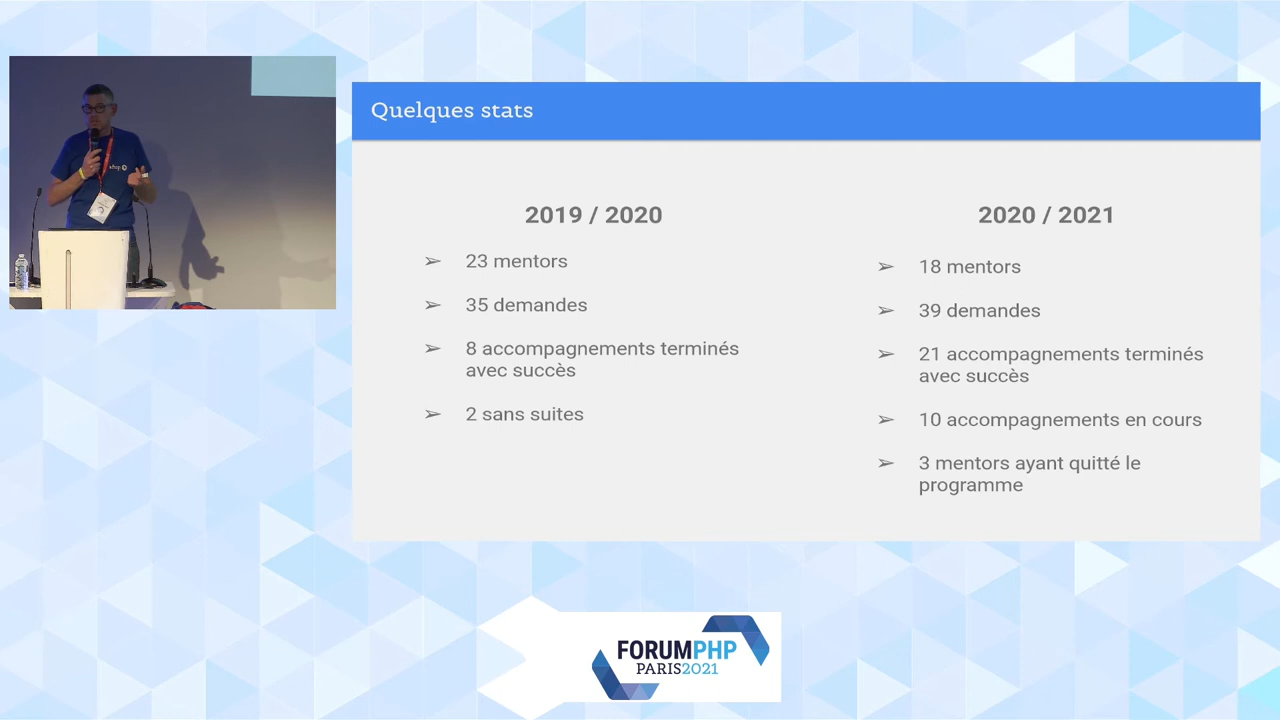 Quelques stats
2019 / 2020
➢ 23 mentors
➢ 35 demandes
➢ 8 accompagnements terminés
avec succès
➢ 2 sans suites
2020 / 2021
➢ 18 mentors
➢ 39 demandes
➢ 21 accompagnements terminés
avec succès
➢ 10 accompagnements en cours
➢ 3 mentors ayant quitté le
programme
FORUMPHP
PARIS2021